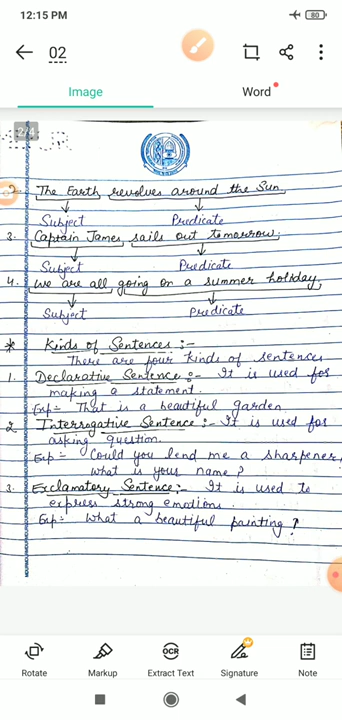 12:15 PM
80
02
Image
Word
2/4
2. The Earth revolves around the Sun.
Subject Predicate
3. Captain James sails out tomorrow.
Subject Predicate
4. We are all going on a summer holiday.
Subject Predicate
* Kinds of Sentences :-
There are four kinds of sentences
1. Declarative Sentence :- It is used for
making a statement.
Exp:- That is a beautiful garden.
2 Interrogative Sentence :- It is used for
asking question.
Exp:- Could you lend me a sharpener,
what is your name?
3. Exclamatory Sentence :- It is used to
express strong emotions.
Exp:- What a beautiful painting?
Rotate
Markup
OCR
Extract Text
Signature
Note